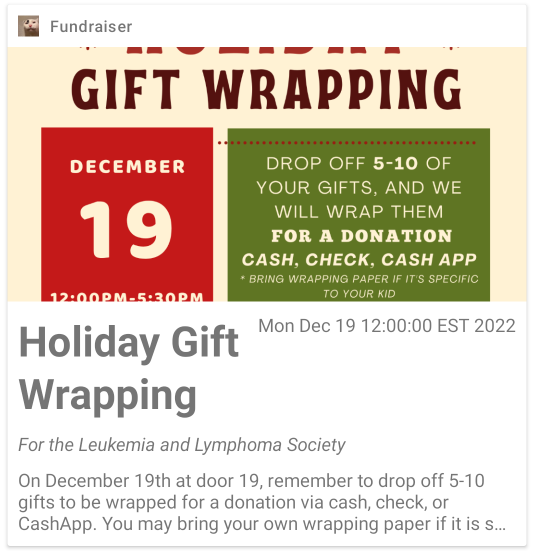 Fundraiser
HOLIDAY
GIFT WRAPPING
DECEMBER
19
12:00PM-5:30PM
DROP OFF 5-10 OF
YOUR GIFTS, AND WE
WILL WRAP THEM
FOR A DONATION
CASH, CHECK, CASH APP
* BRING WRAPPING PAPER IF IT'S SPECIFIC
TO YOUR KID
Holiday Gift
Wrapping
Mon Dec 19 12:00:00 EST 2022
For the Leukemia and Lymphoma Society
On December 19th at door 19, remember to drop off 5-10
gifts to be wrapped for a donation via cash, check, or
CashApp. You may bring your own wrapping paper if it is s...